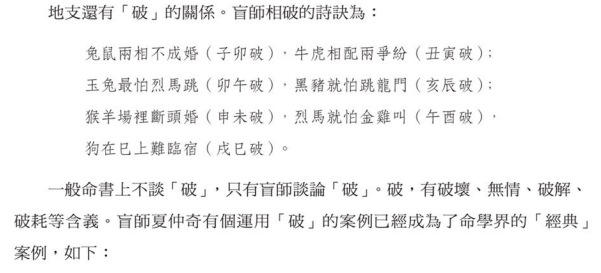 地支還有「破」的關係。盲師相破的詩訣為：
兔鼠兩相不成婚（子卯破），牛虎相配兩爭紛（丑寅破）；
玉兔最怕烈馬跳（卯午破），黑豬就怕跳龍門（亥辰破）；
猴羊場裡斷頭婚（申未破），烈馬就怕金雞叫（午酉破），
狗在巳上難臨宿（戌巳破）。
一般命書上不談「破」，只有盲師談論「破」。破，有破壞、無情、破解、
破耗等含義。盲師夏仲奇有個運用「破」的案例已經成為了命學界的「經典」
案例，如下：